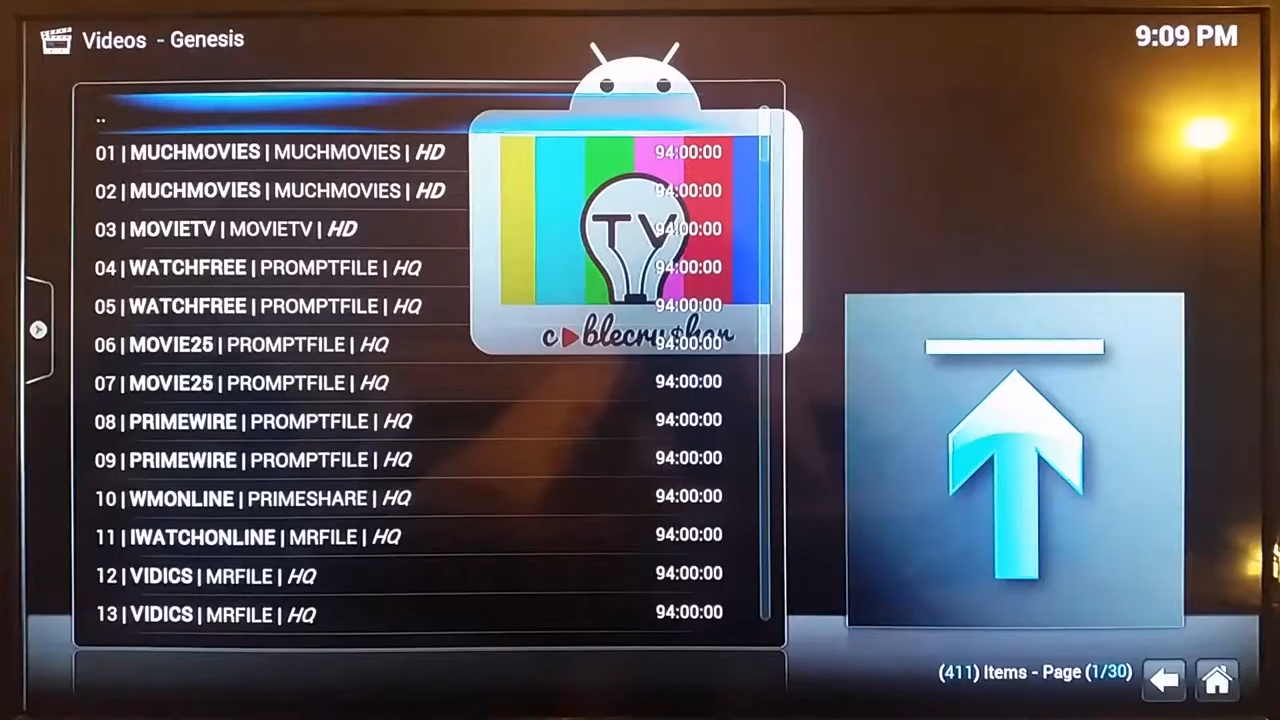 Videos - Genesis
9:09 PM
..
01 | MUCHMOVIES | MUCHMOVIES | HD 94:00:00
02 | MUCHMOVIES | MUCHMOVIES | HD 94:00:00
03 | MOVIETV | MOVIETV | HD 94:00:00
04 | WATCHFREE | PROMPTFILE | HQ 94:00:00
05 | WATCHFREE | PROMPTFILE | HQ 94:00:00
06 | MOVIE25 | PROMPTFILE | HQ 94:00:00
07 | MOVIE25 | PROMPTFILE | HQ 94:00:00
08 | PRIMEWIRE | PROMPTFILE | HQ 94:00:00
09 | PRIMEWIRE | PROMPTFILE | HQ 94:00:00
10 | WMONLINE | PRIMESHARE | HQ 94:00:00
11 | IWATCHONLINE | MRFILE | HQ 94:00:00
12 | VIDICS | MRFILE | HQ 94:00:00
13 | VIDICS | MRFILE | HQ 94:00:00
TV
(411) Items - Page (1/30)